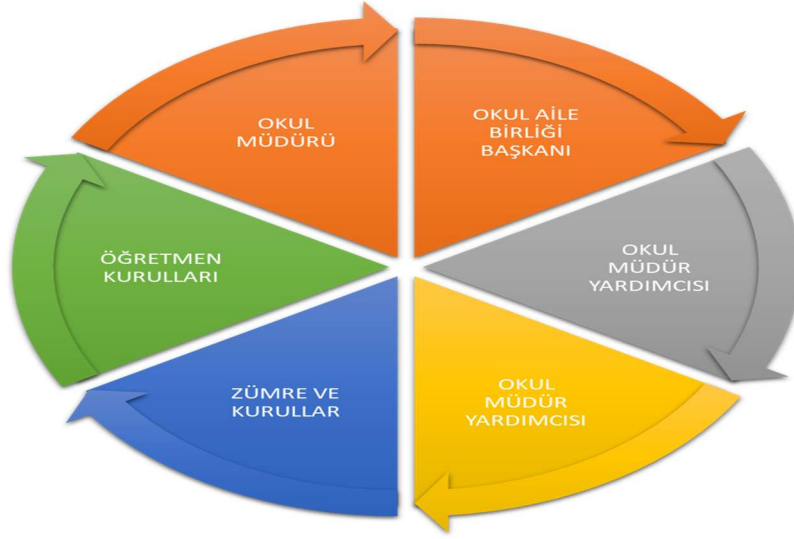 OKUL
MÜDÜRÜ
OKUL AİLE
BİRLİĞİ
BAŞKANI
OKUL
MÜDÜR
YARDIMCISI
OKUL
MÜDÜR
YARDIMCISI
ZÜMRE VE
KURULLAR
ÖĞRETMEN
KURULLARI